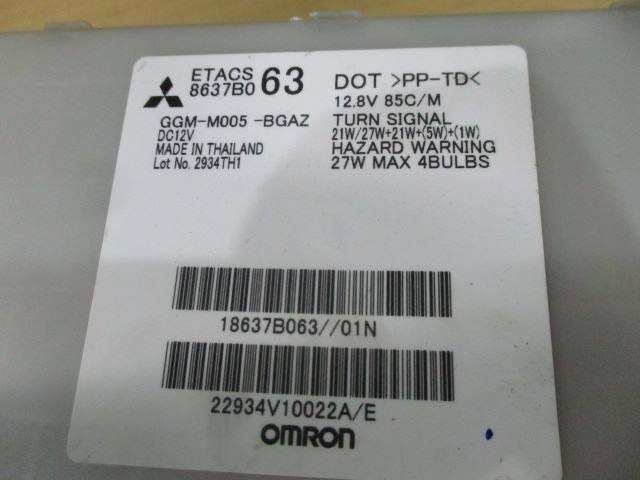 ETACS
8637B0 63
GGM-M005 -BGAZ
DC12V
MADE IN THAILAND
Lot No. 2934TH1
DOT >PP-TD<
12.8V 85C/M
TURN SIGNAL
21W/27W+21W+(5W)+(1W)
HAZARD WARNING
27W MAX 4BULBS
18637B063//01N
22934V10022A/E
OMRON